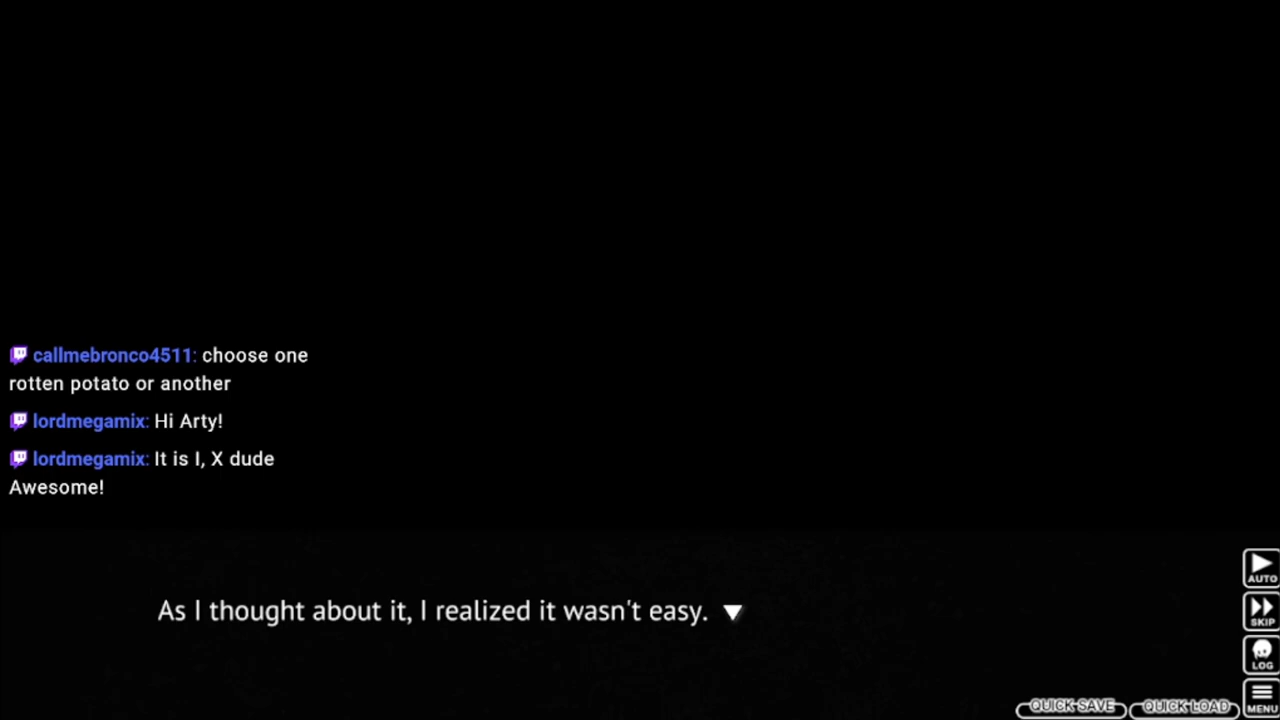 callmebronco4511: choose one
rotten potato or another
lordmegamix: Hi Arty!
lordmegamix: It is I, X dude
Awesome!
As I thought about it, I realized it wasn't easy.
AUTO
SKIP
LOG
MENU
QUICK SAVE QUICK LOAD